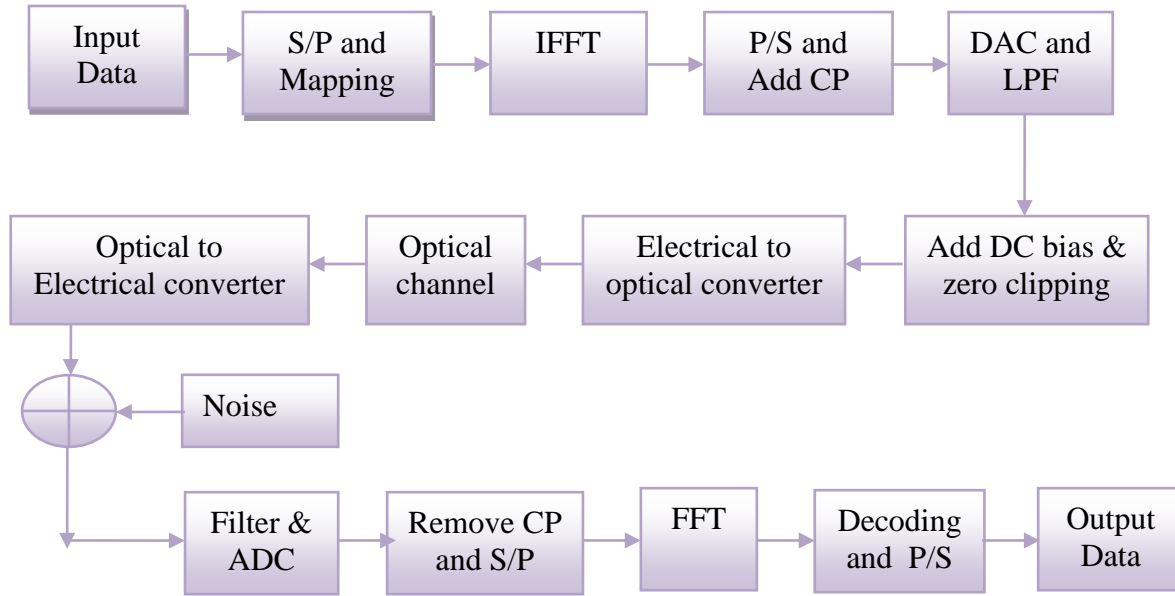 Input
Data
S/P and
Mapping
IFFT
P/S and
Add CP
DAC and
LPF
Optical to
Electrical converter
Optical
channel
Electrical to
optical converter
Add DC bias &
zero clipping
Noise
Filter &
ADC
Remove CP
and S/P
FFT
Decoding
and P/S
Output
Data